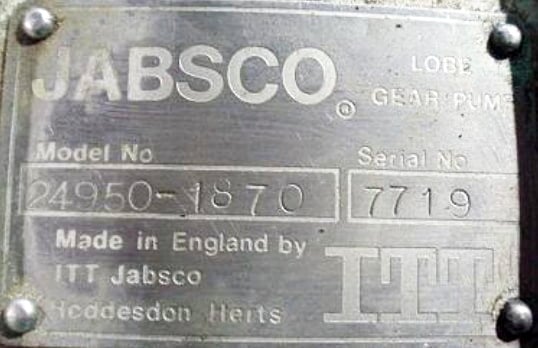 JABSCO ®
LOBE
GEAR PUMP
Model No
Serial No
24950-1870
7719
Made in England by
ITT Jabsco
Hoddesdon Herts
ITT